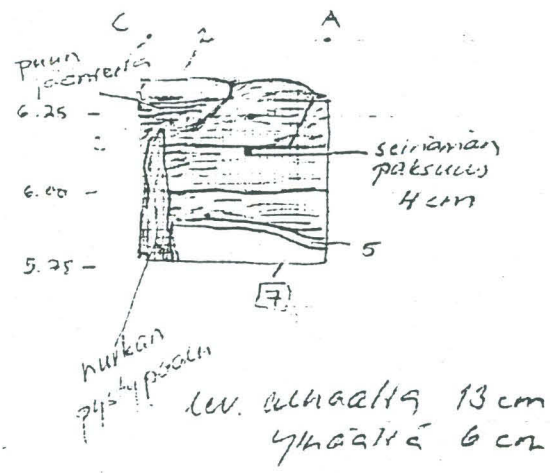 C 2 A
puun
jäänteitä
6.25 –
seinämän
paksuus
4 cm
6.00 –
5
5.75 –
7
nurkan
pystypaalu
lev. alhaalta 13 cm
ylhäältä 6 cm